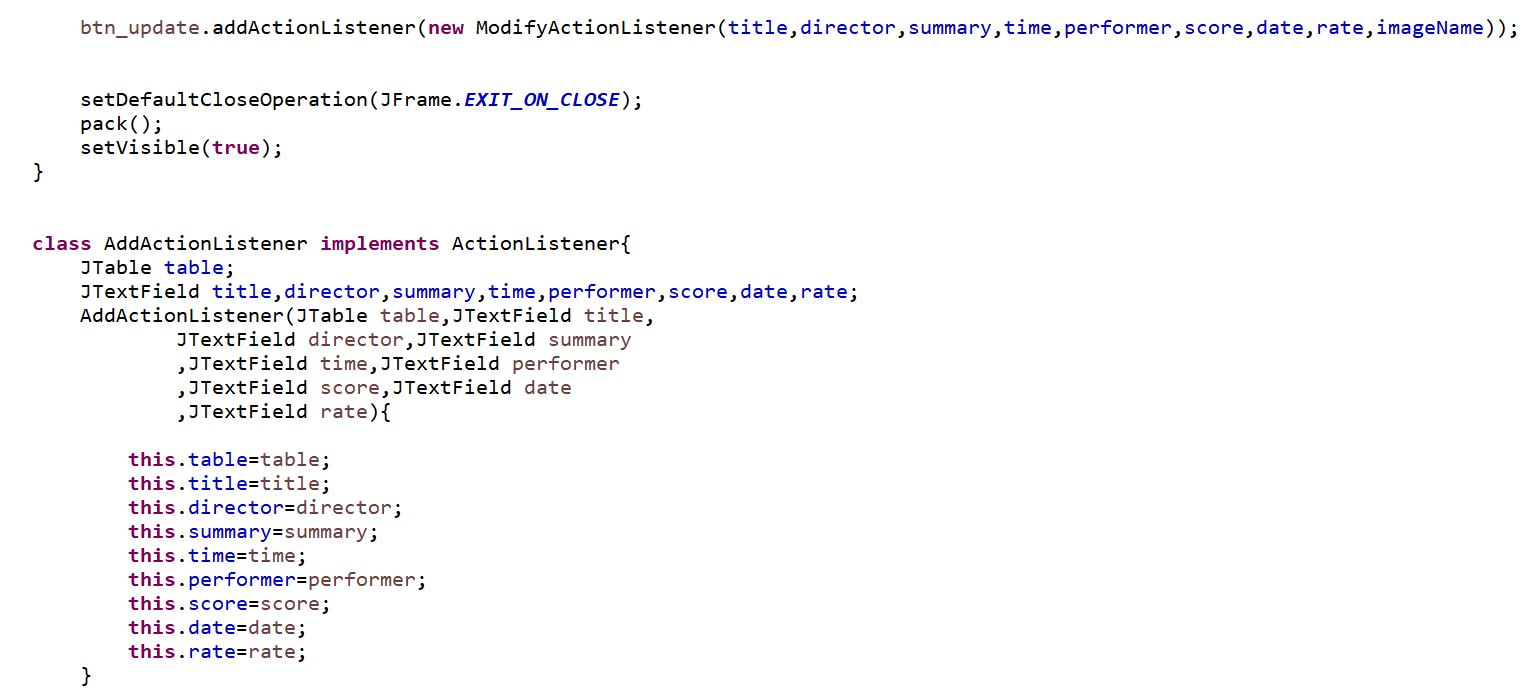 btn_update.addActionListener(new ModifyActionListener(title,director,summary,time,performer,score,date,rate,imageName));
setDefaultCloseOperation(JFrame.EXIT_ON_CLOSE);
pack();
setVisible(true);
}
class AddActionListener implements ActionListener{
JTable table;
JTextField title,director,summary,time,performer,score,date,rate;
AddActionListener(JTable table,JTextField title,
JTextField director,JTextField summary
,JTextField time,JTextField performer
,JTextField score,JTextField date
,JTextField rate){
this.table=table;
this.title=title;
this.director=director;
this.summary=summary;
this.time=time;
this.performer=performer;
this.score=score;
this.date=date;
this.rate=rate;
}